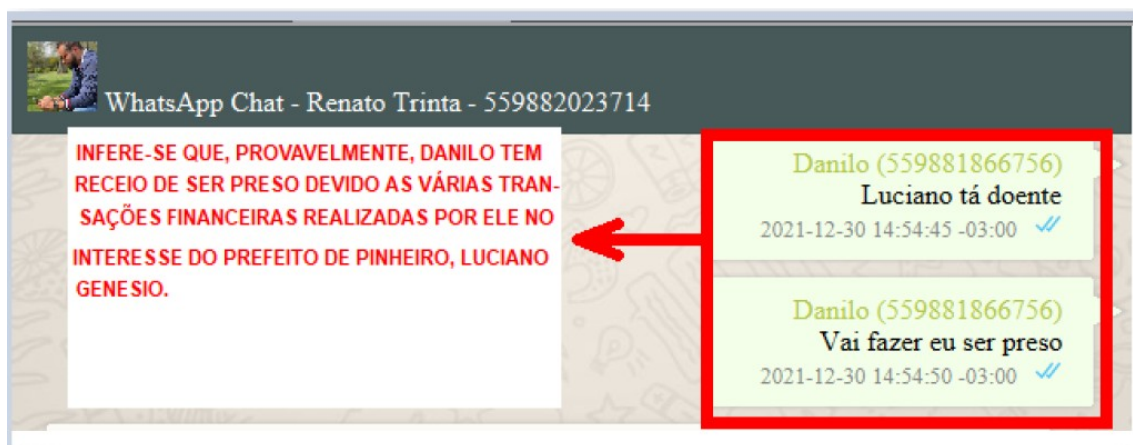 WhatsApp Chat - Renato Trinta - 559882023714
INFERE-SE QUE, PROVAVELMENTE, DANILO TEM
RECEIO DE SER PRESO DEVIDO AS VÁRIAS TRAN-
SAÇÕES FINANCEIRAS REALIZADAS POR ELE NO
INTERESSE DO PREFEITO DE PINHEIRO, LUCIANO
GENESIO.
Danilo (559881866756)
Luciano tá doente
2021-12-30 14:54:45 -03:00
Danilo (559881866756)
Vai fazer eu ser preso
2021-12-30 14:54:50 -03:00